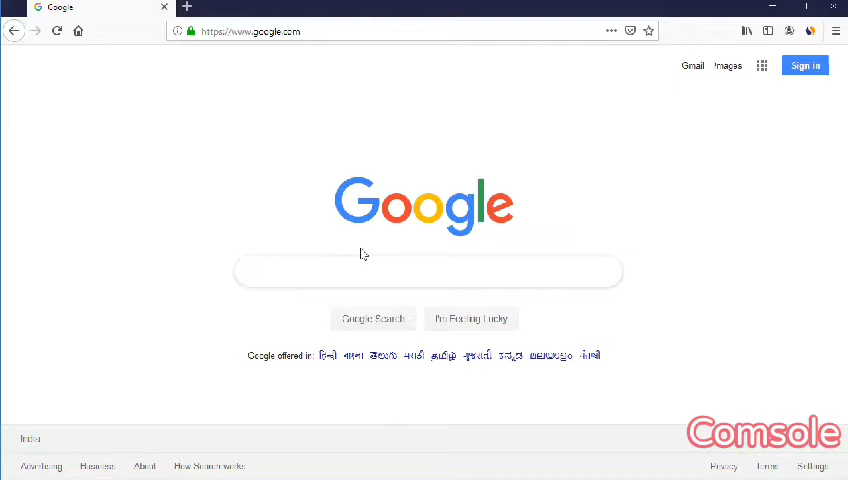 Google
https://www.google.com
Gmail Images Sign in
Google
Google Search I'm Feeling Lucky
Google offered in: हिन्दी বাংলা తెలుగు मराठी தமிழ் ગુજરાતી ಕನ್ನಡ മലയാളം ਪੰਜਾਬੀ
India
Comsole
Advertising Business About How Search works Privacy Terms Settings